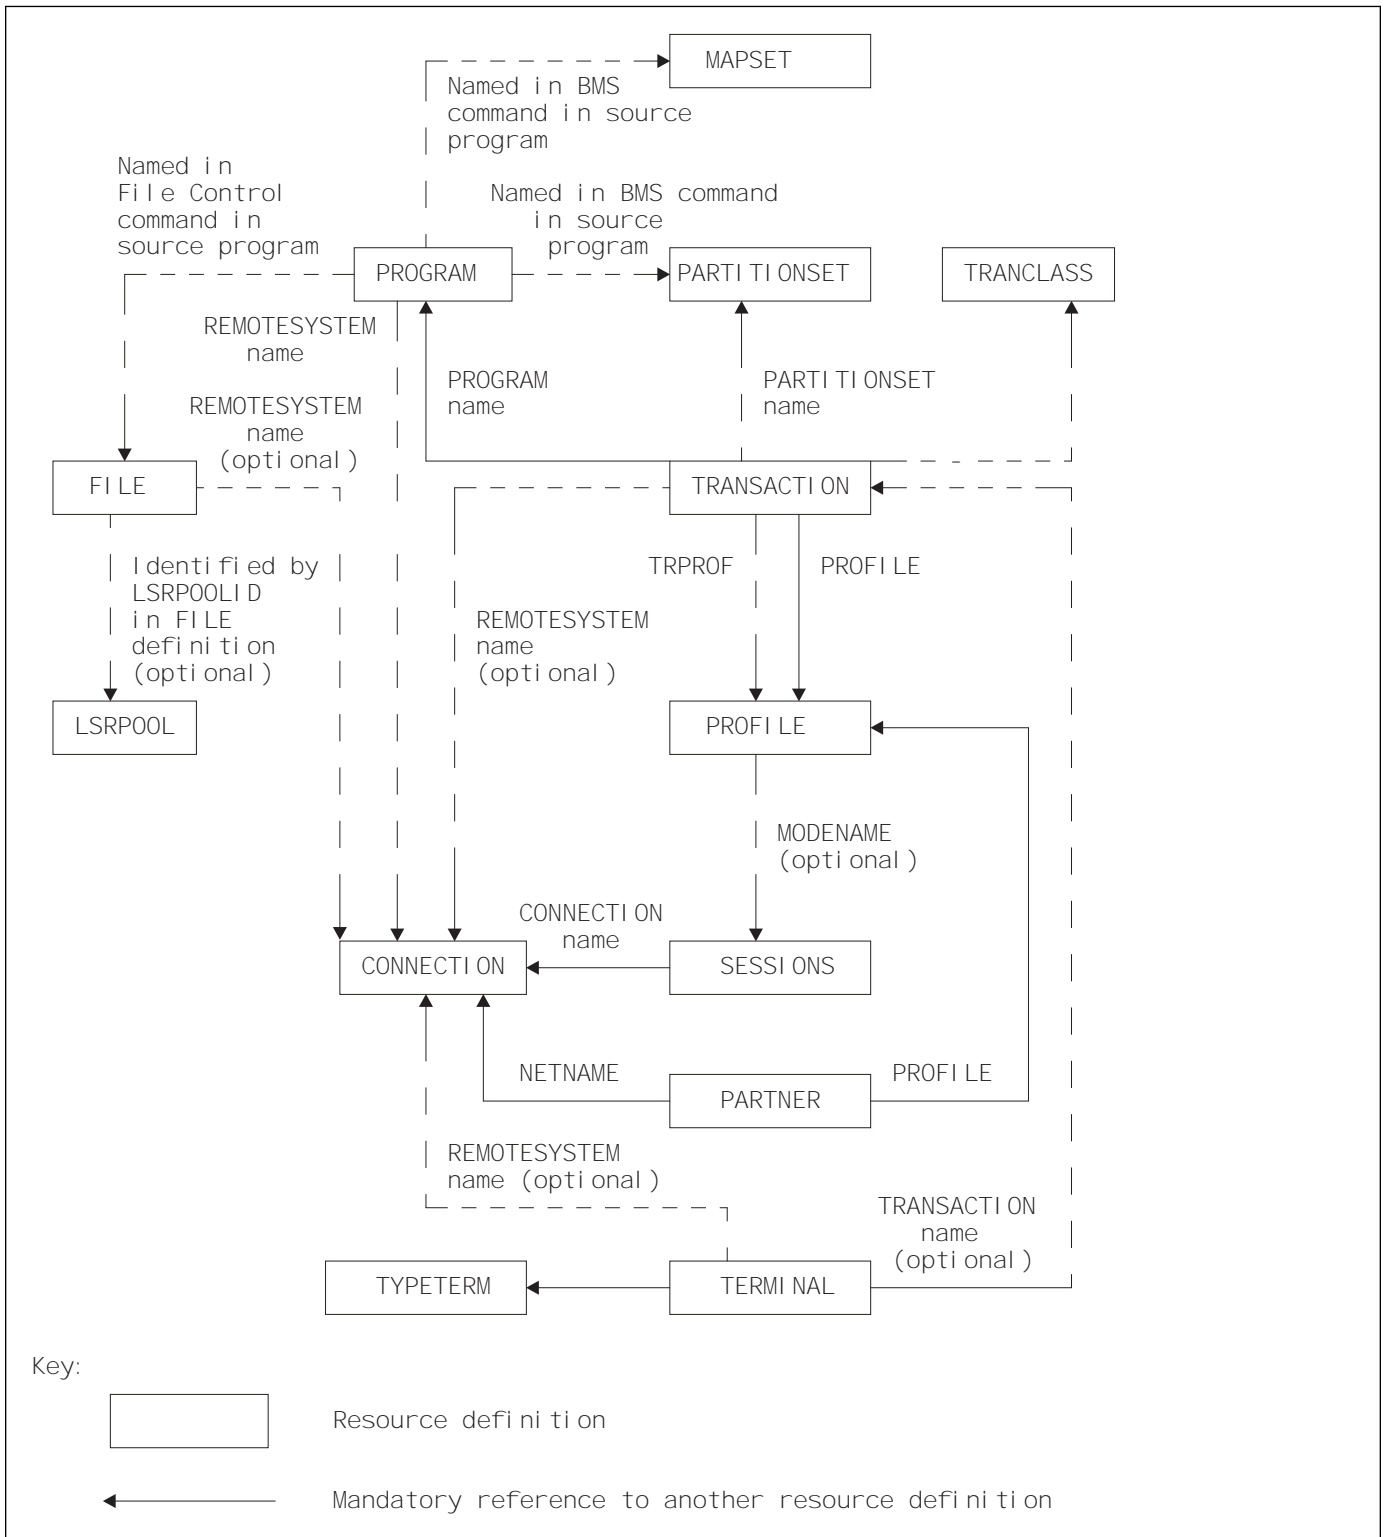 MAPSET
Named in BMS
command in source
program
Named in
File Control
command in
source program
Named in BMS command
in source
program
PROGRAM
PARTITIONSET
TRANCLASS
REMOTESYSTEM
name
PROGRAM
name
PARTITIONSET
name
REMOTESYSTEM
name
(optional)
FILE
TRANSACTION
Identified by
LSRPOOLID
in FILE
definition
(optional)
TRPROF
PROFILE
REMOTESYSTEM
name
(optional)
LSRPOOL
PROFILE
MODENAME
(optional)
CONNECTION
name
CONNECTION
SESSIONS
NETNAME
PROFILE
PARTNER
REMOTESYSTEM
name (optional)
TRANSACTION
name
(optional)
TYPETERM
TERMINAL
Key:
Resource definition
Mandatory reference to another resource definition